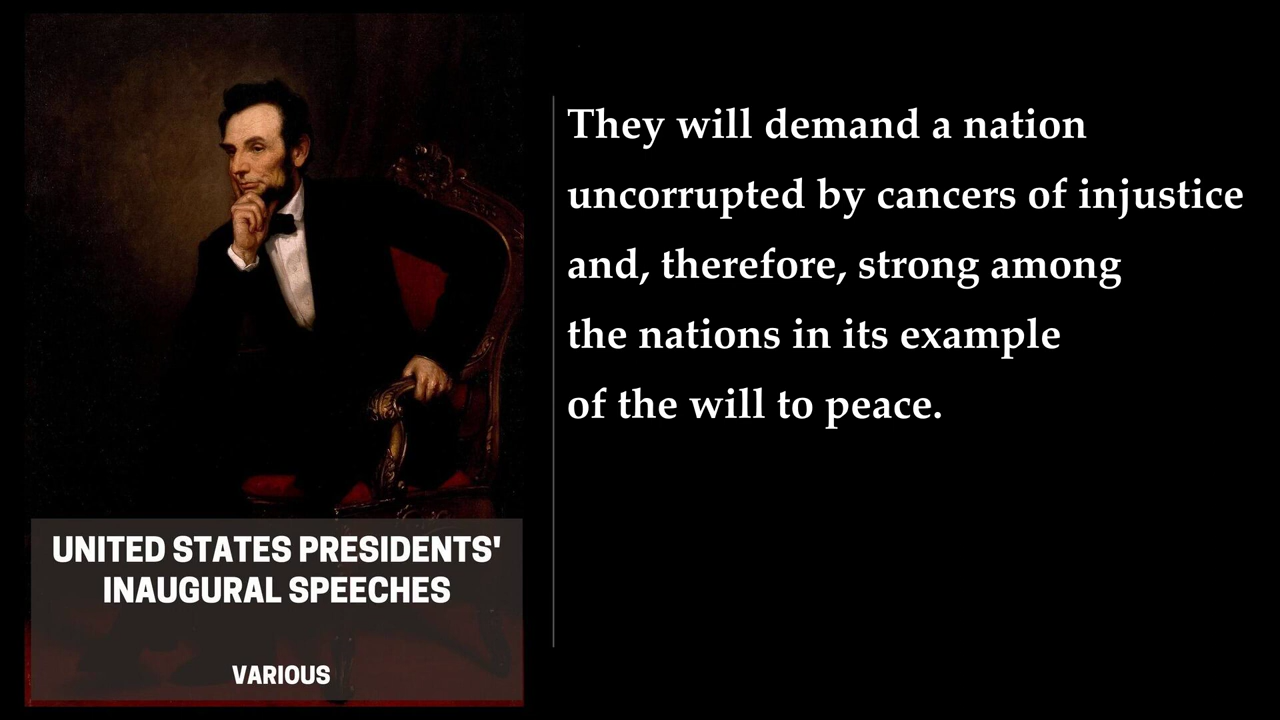 They will demand a nation
uncorrupted by cancers of injustice
and, therefore, strong among
the nations in its example
of the will to peace.
UNITED STATES PRESIDENTS'
INAUGURAL SPEECHES
VARIOUS